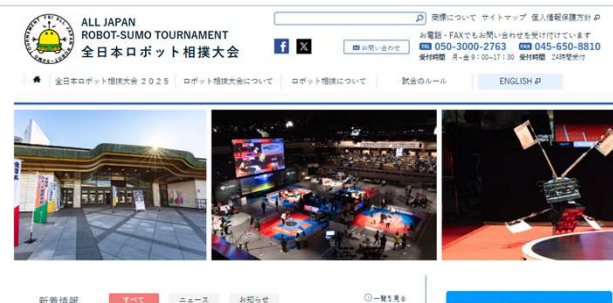 ALL JAPAN
ROBOT-SUMO TOURNAMENT
全日本ロボット相撲大会
商標について サイトマップ 個人情報保護方針
お問い合わせ
お電話・FAXでもお問い合わせを受け付けています
TEL 050-3000-2763 FAX 045-650-8810
受付時間 月~金 9:00~17:30 受付時間 24時間受付
全日本ロボット相撲大会 2025 ロボット相撲大会について ロボット相撲について 試合のルール ENGLISH
新着情報 すべて ニュース お知らせ 一覧を見る